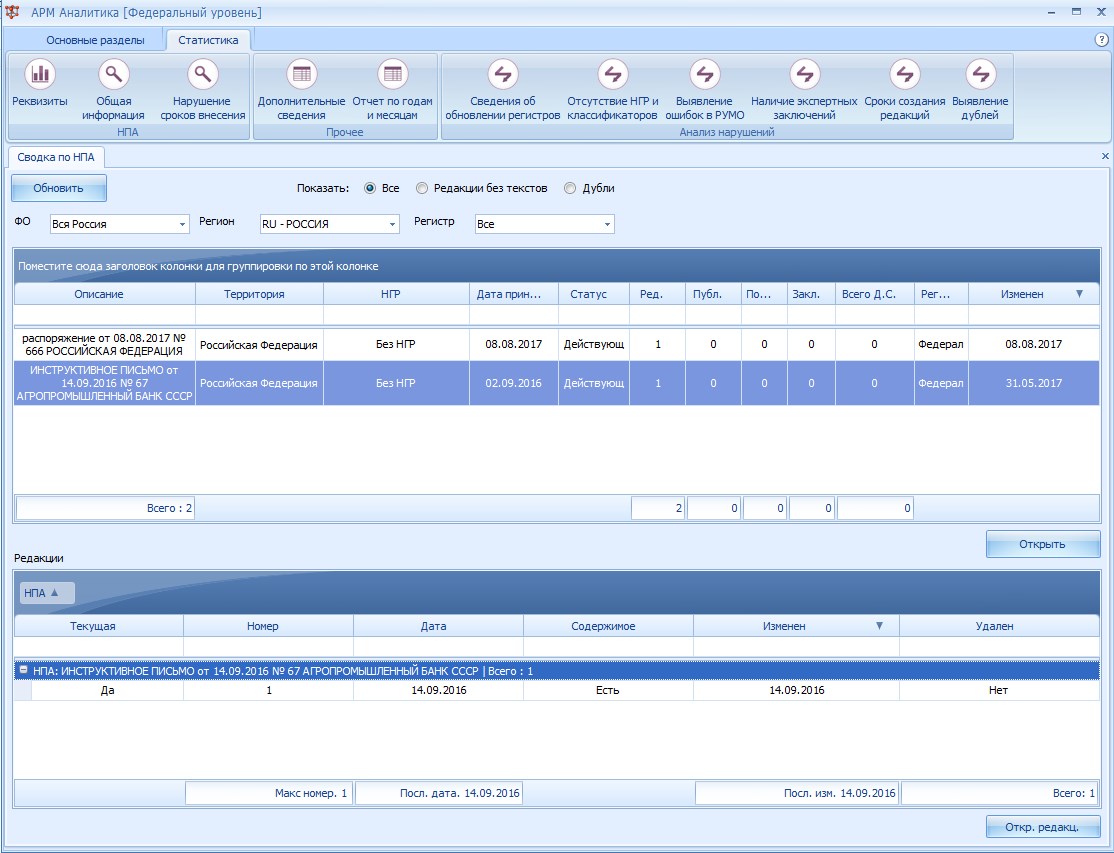 АРМ Аналитика [Федеральный уровень]
Основные разделы Статистика
Реквизиты
Общая информация
Нарушение сроков внесения
НПА
Дополнительные сведения
Отчет по годам и месяцам
Прочее
Сведения об обновлении регистров
Отсутствие НГР и классификаторов
Выявление ошибок в РУМО
Наличие экспертных заключений
Сроки создания редакций
Выявление дублей
Анализ нарушений
Сводка по НПА
Обновить Показать: Все Редакции без текстов Дубли
ФО Вся Россия Регион RU - РОССИЯ Регистр Все
Поместите сюда заголовок колонки для группировки по этой колонке
Описание Территория НГР Дата прин... Статус Ред. Публ. По... Закл. Всего Д.С. Рег... Изменен
распоряжение от 08.08.2017 № 666 РОССИЙСКАЯ ФЕДЕРАЦИЯ Российская Федерация Без НГР 08.08.2017 Действующ 1 0 0 0 0 Федерал 08.08.2017
ИНСТРУКТИВНОЕ ПИСЬМО от 14.09.2016 № 67 АГРОПРОМЫШЛЕННЫЙ БАНК СССР Российская Федерация Без НГР 02.09.2016 Действующ 1 0 0 0 0 Федерал 31.05.2017
Всего : 2 2 0 0 0 0
Открыть
Редакции
НПА
Текущая Номер Дата Содержимое Изменен Удален
НПА: ИНСТРУКТИВНОЕ ПИСЬМО от 14.09.2016 № 67 АГРОПРОМЫШЛЕННЫЙ БАНК СССР | Всего : 1
Да 1 14.09.2016 Есть 14.09.2016 Нет
Макс номер. 1 Посл. дата. 14.09.2016 Посл. изм. 14.09.2016 Всего: 1
Откр. редакц.